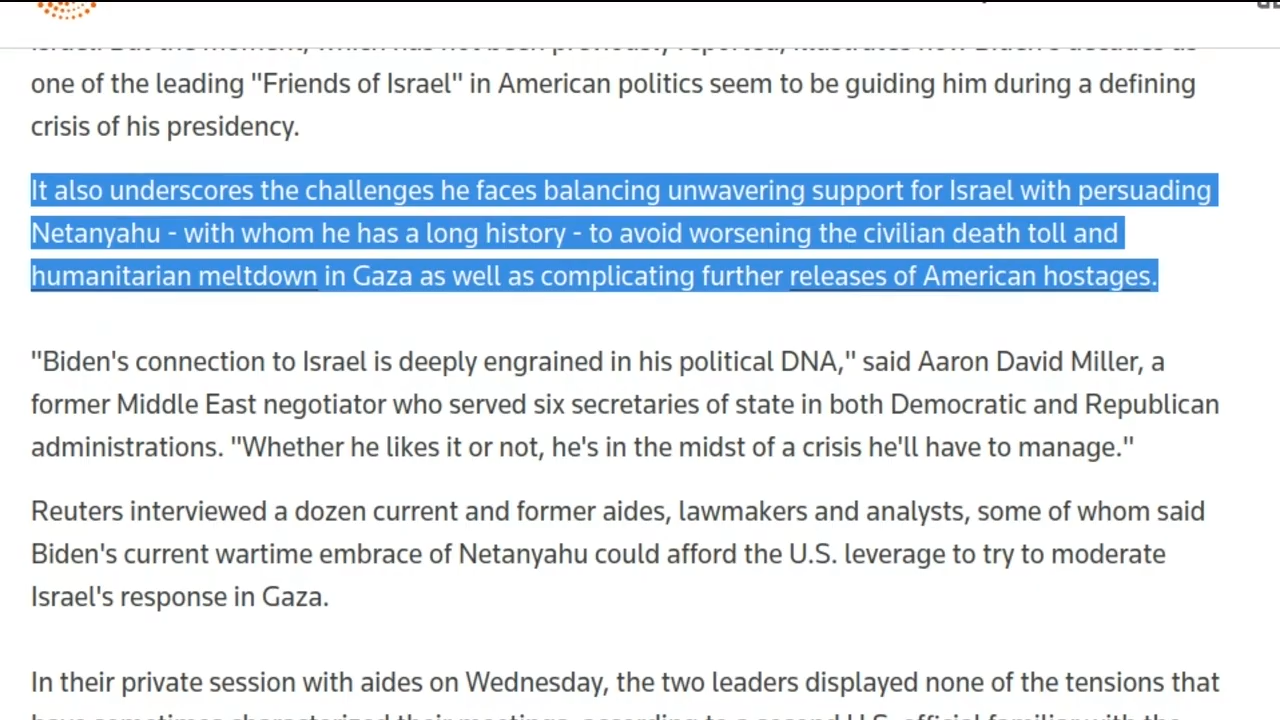 one of the leading "Friends of Israel" in American politics seem to be guiding him during a defining
crisis of his presidency.
It also underscores the challenges he faces balancing unwavering support for Israel with persuading
Netanyahu - with whom he has a long history - to avoid worsening the civilian death toll and
humanitarian meltdown in Gaza as well as complicating further releases of American hostages.
"Biden's connection to Israel is deeply engrained in his political DNA," said Aaron David Miller, a
former Middle East negotiator who served six secretaries of state in both Democratic and Republican
administrations. "Whether he likes it or not, he's in the midst of a crisis he'll have to manage."
Reuters interviewed a dozen current and former aides, lawmakers and analysts, some of whom said
Biden's current wartime embrace of Netanyahu could afford the U.S. leverage to try to moderate
Israel's response in Gaza.
In their private session with aides on Wednesday, the two leaders displayed none of the tensions that